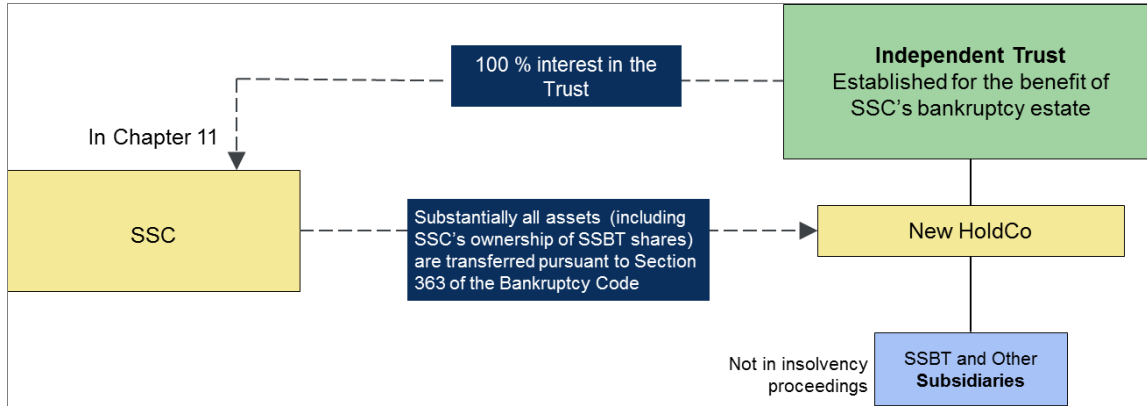 100 % interest in the
Trust
Independent Trust
Established for the benefit of
SSC's bankruptcy estate
In Chapter 11
SSC
Substantially all assets (including
SSC's ownership of SSBT shares)
are transferred pursuant to Section
363 of the Bankruptcy Code
New HoldCo
Not in insolvency
proceedings
SSBT and Other
Subsidiaries